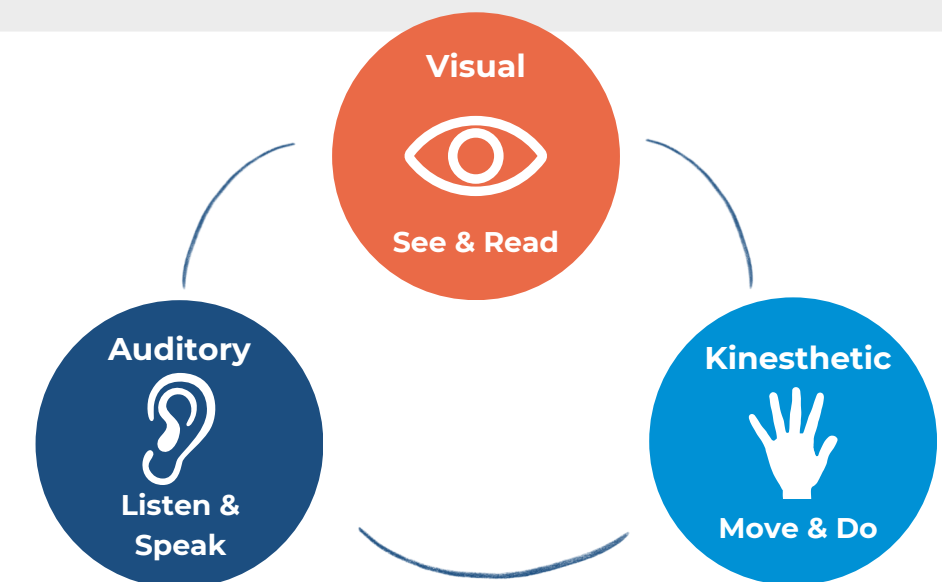 Visual
See & Read
Auditory
Listen &
Speak
Kinesthetic
Move & Do